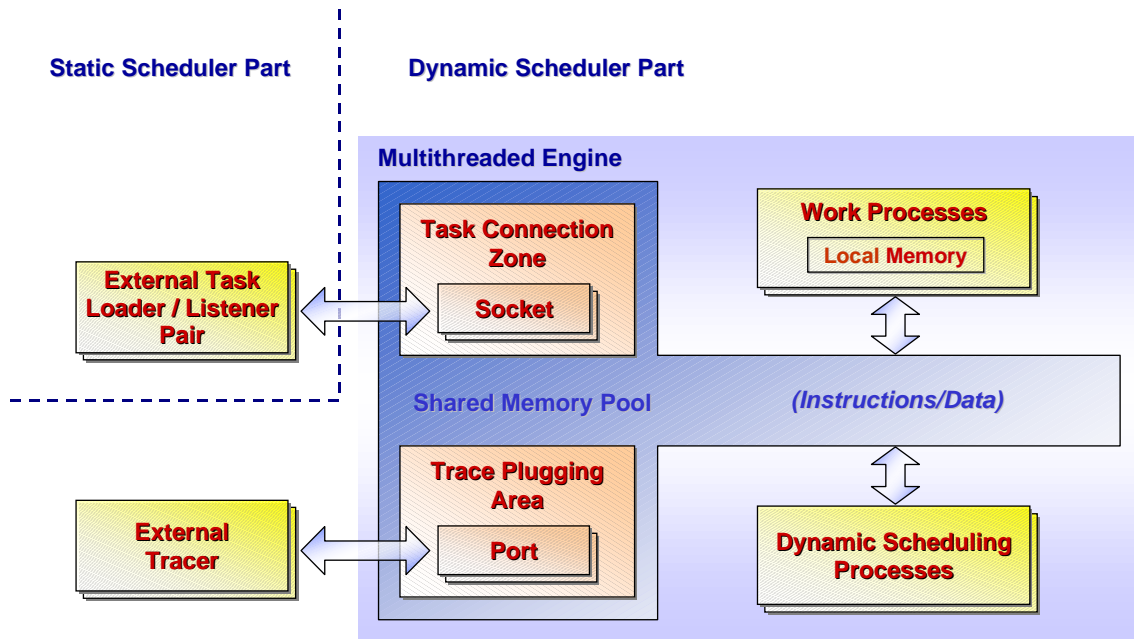 Static Scheduler Part
Dynamic Scheduler Part
Multithreaded Engine
Task Connection
Zone
Socket
Work Processes
Local Memory
External Task
Loader / Listener
Pair
Shared Memory Pool
(Instructions/Data)
Trace Plugging
Area
Port
External
Tracer
Dynamic Scheduling
Processes